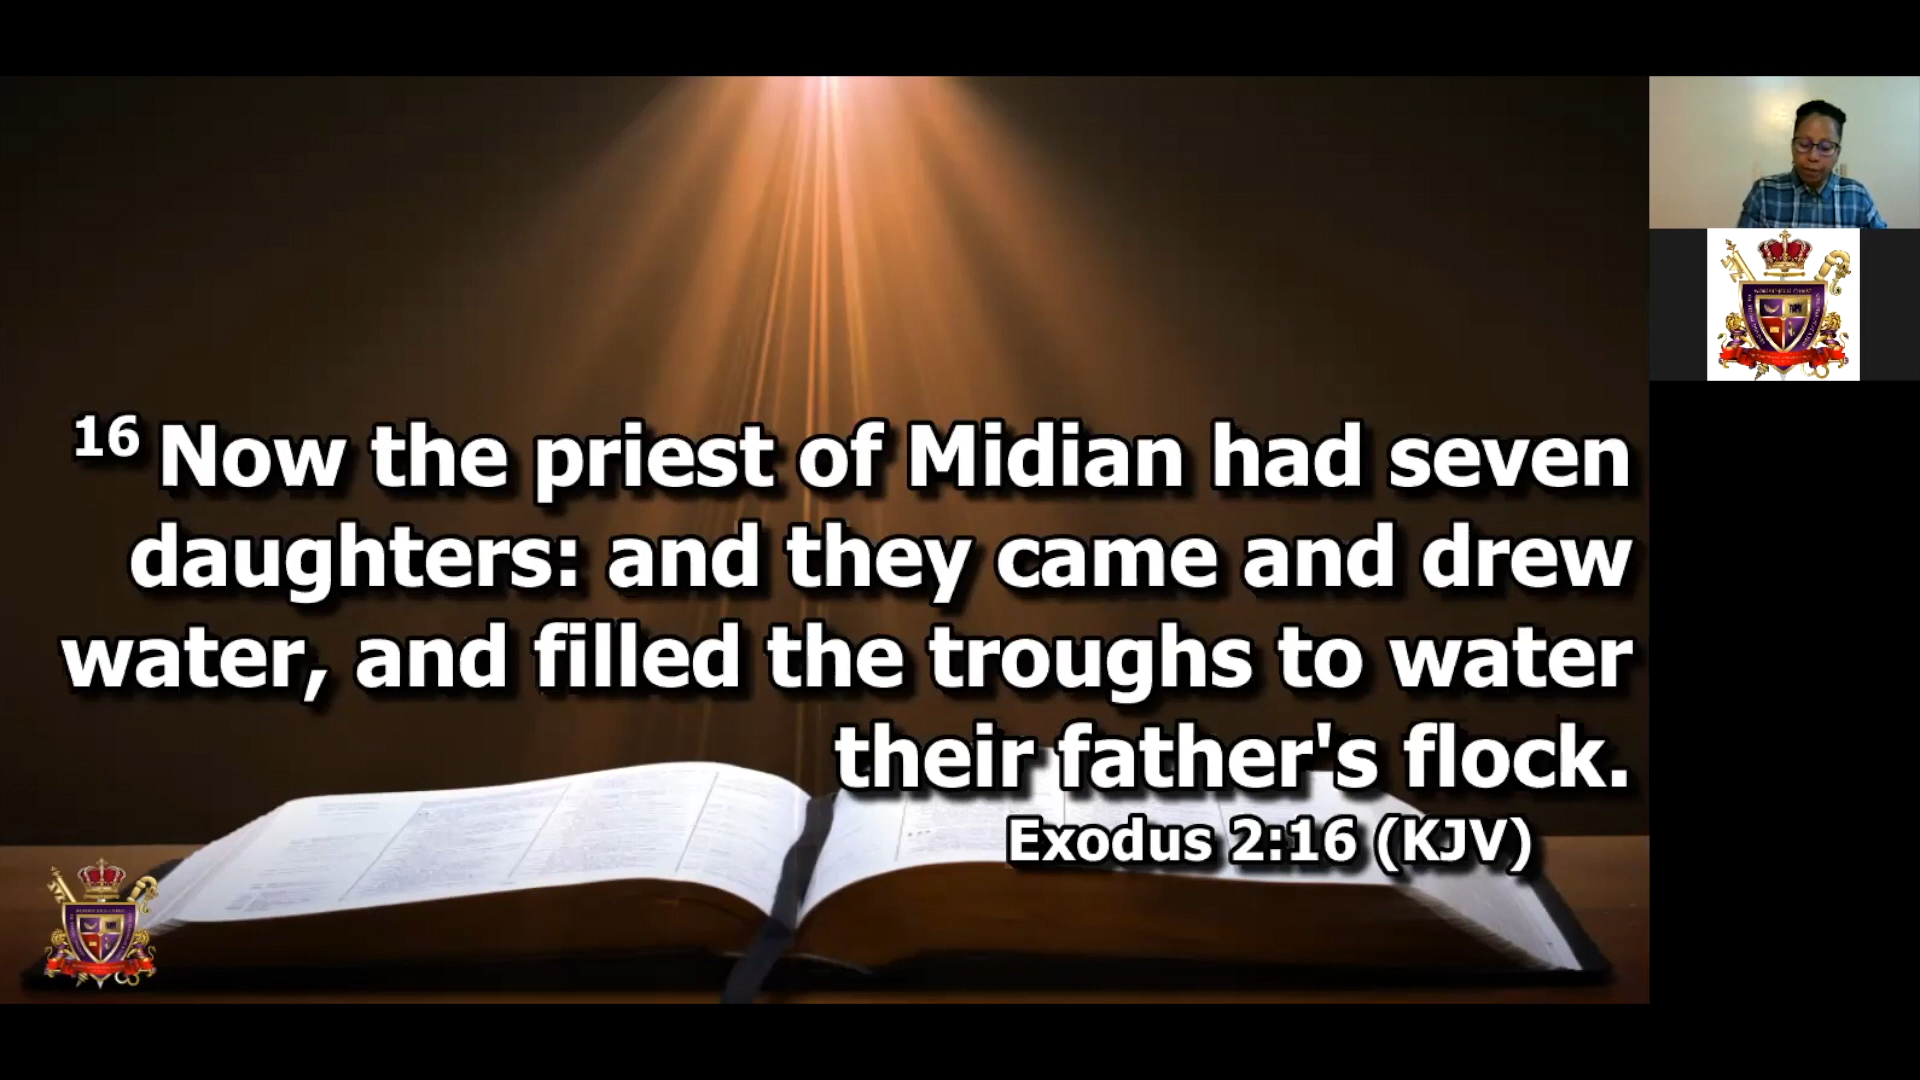 16 Now the priest of Midian had seven
daughters: and they came and drew
water, and filled the troughs to water
their father's flock.
Exodus 2:16 (KJV)